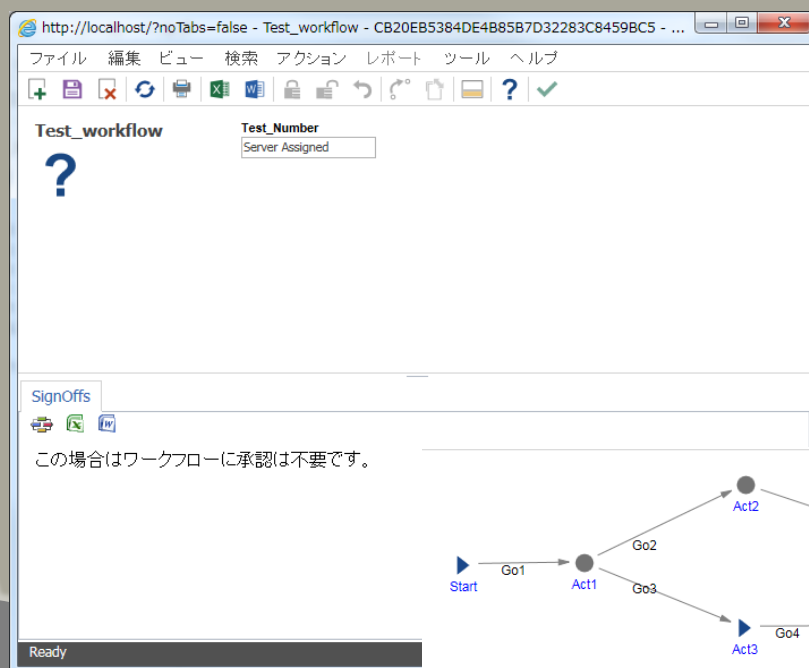 http://localhost/?noTabs=false - Test_workflow - CB20EB5384DE4B85B7D32283C8459BC5 - ...
ファイル 編集 ビュー 検索 アクション レポート ツール ヘルプ
Test_workflow
Test_Number
Server Assigned
SignOffs
この場合はワークフローに承認は不要です。
Act2
Go2
Go1
Start
Act1
Go3
Go4
Act3
Ready